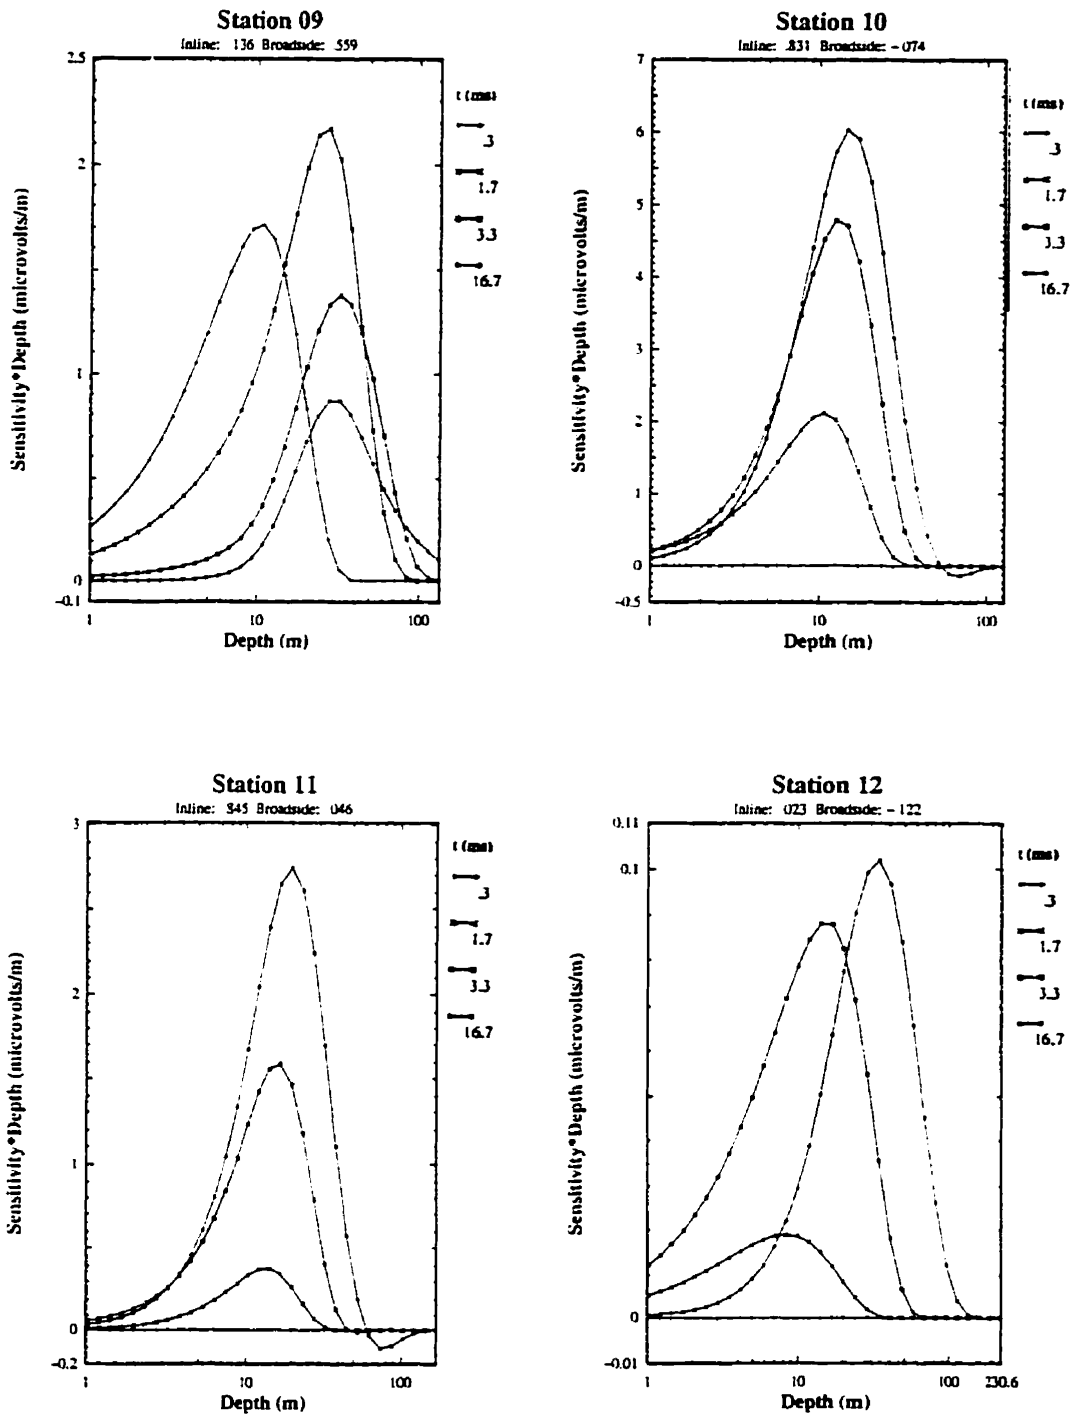 Station 09
Inline: .136 Broadside: .559
2.5
2
1
0
-0.1
1
10
100
Depth (m)
Sensitivity*Depth (microvolts/m)
t (ms)
.3
1.7
3.3
16.7
Station 10
Inline: .831 Broadside: -.074
7
6
5
4
3
2
1
0
-0.5
1
10
100
Depth (m)
Sensitivity*Depth (microvolts/m)
t (ms)
.3
1.7
3.3
16.7
Station 11
Inline: .845 Broadside: .046
3
2
1
0
-0.2
1
10
100
Depth (m)
Sensitivity*Depth (microvolts/m)
t (ms)
.3
1.7
3.3
16.7
Station 12
Inline: .023 Broadside: -.122
0.11
0.1
0
-0.01
1
10
100
230.6
Depth (m)
Sensitivity*Depth (microvolts/m)
t (ms)
.3
1.7
3.3
16.7